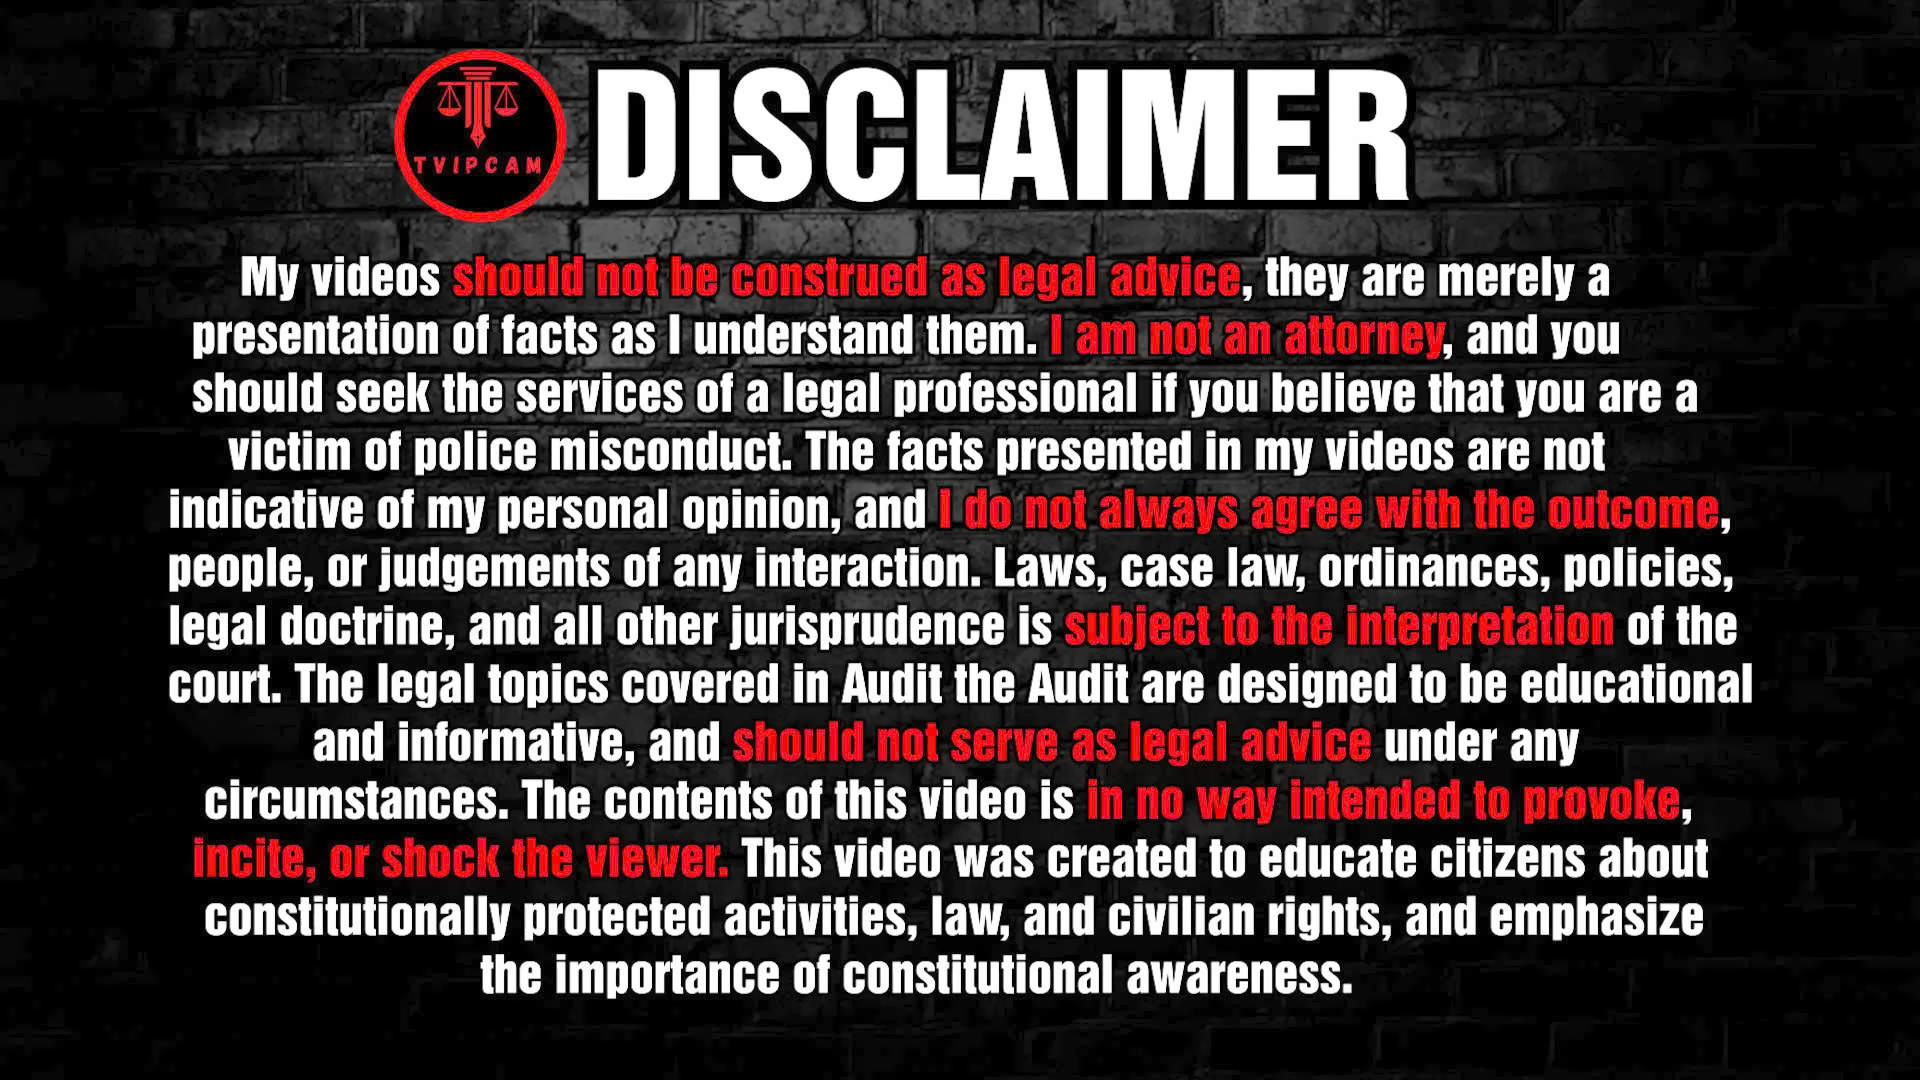 TVIPCAM
DISCLAIMER
My videos should not be construed as legal advice, they are merely a
presentation of facts as I understand them. I am not an attorney, and you
should seek the services of a legal professional if you believe that you are a
victim of police misconduct. The facts presented in my videos are not
indicative of my personal opinion, and I do not always agree with the outcome,
people, or judgements of any interaction. Laws, case law, ordinances, policies,
legal doctrine, and all other jurisprudence is subject to the interpretation of the
court. The legal topics covered in Audit the Audit are designed to be educational
and informative, and should not serve as legal advice under any
circumstances. The contents of this video is in no way intended to provoke,
incite, or shock the viewer. This video was created to educate citizens about
constitutionally protected activities, law, and civilian rights, and emphasize
the importance of constitutional awareness.